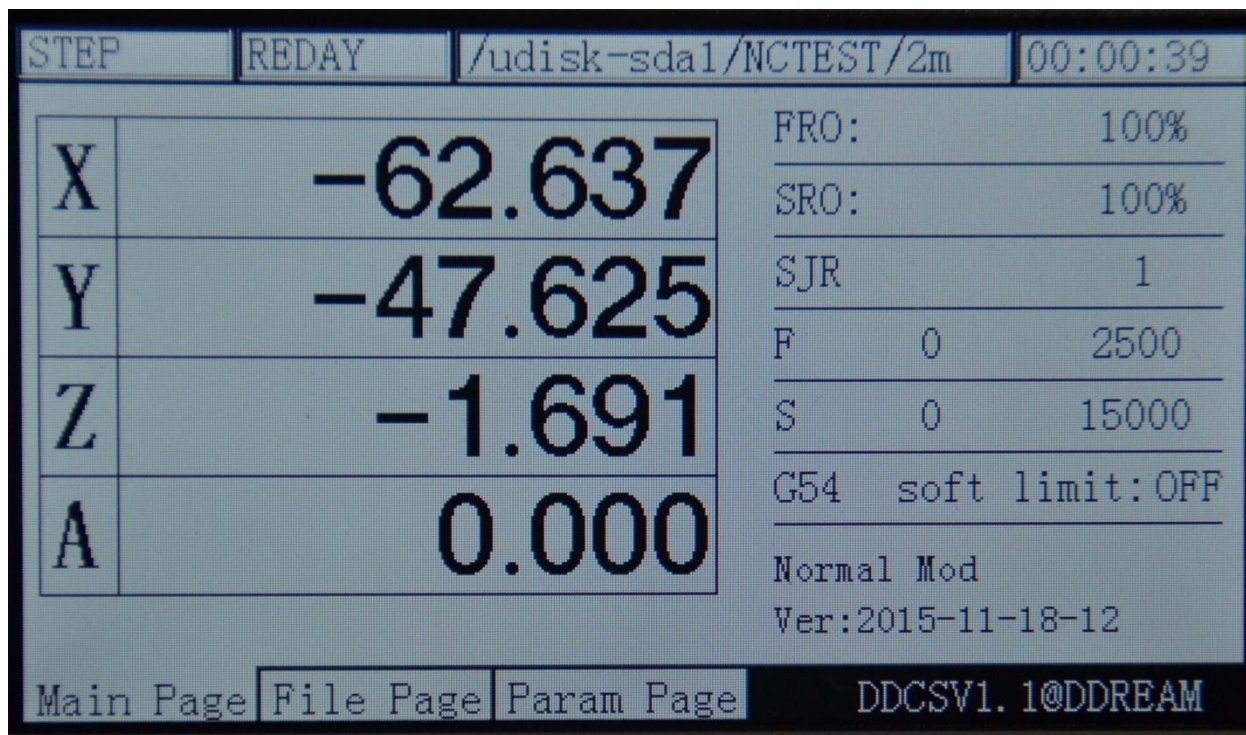 STEP REDAY /udisk-sda1/NCTEST/2m 00:00:39
X -62.637
Y -47.625
Z -1.691
A 0.000
FRO: 100%
SRO: 100%
SJR 1
F 0 2500
S 0 15000
G54 soft limit:OFF
Normal Mod
Ver:2015-11-18-12
Main Page File Page Param Page DDCSV1.1@DDREAM